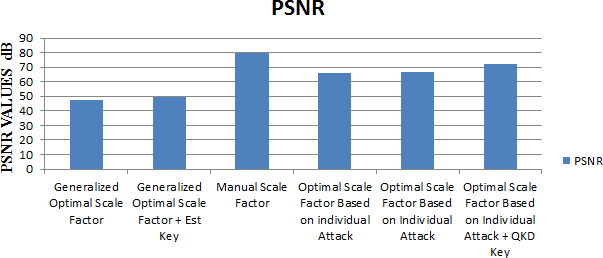 PSNR
PSNR VALUES dB
90
80
70
60
50
40
30
20
10
0
Generalized
Optimal Scale
Factor
Generalized
Optimal Scale
Factor + Est
Key
Manual Scale
Factor
Optimal Scale
Factor Based
on individual
Attack
Optimal Scale
Factor Based
on Individual
Attack
Optimal Scale
Factor Based
on Individual
Attack + QKD
Key
PSNR